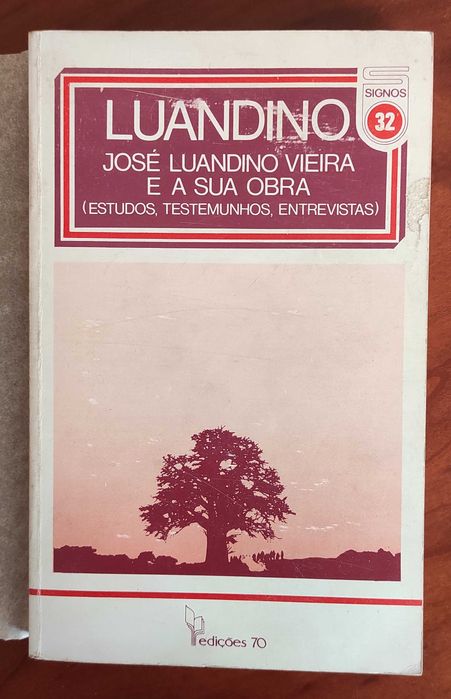 SIGNOS
32
LUANDINO
JOSÉ LUANDINO VIEIRA
E A SUA OBRA
(ESTUDOS, TESTEMUNHOS, ENTREVISTAS)
edições 70